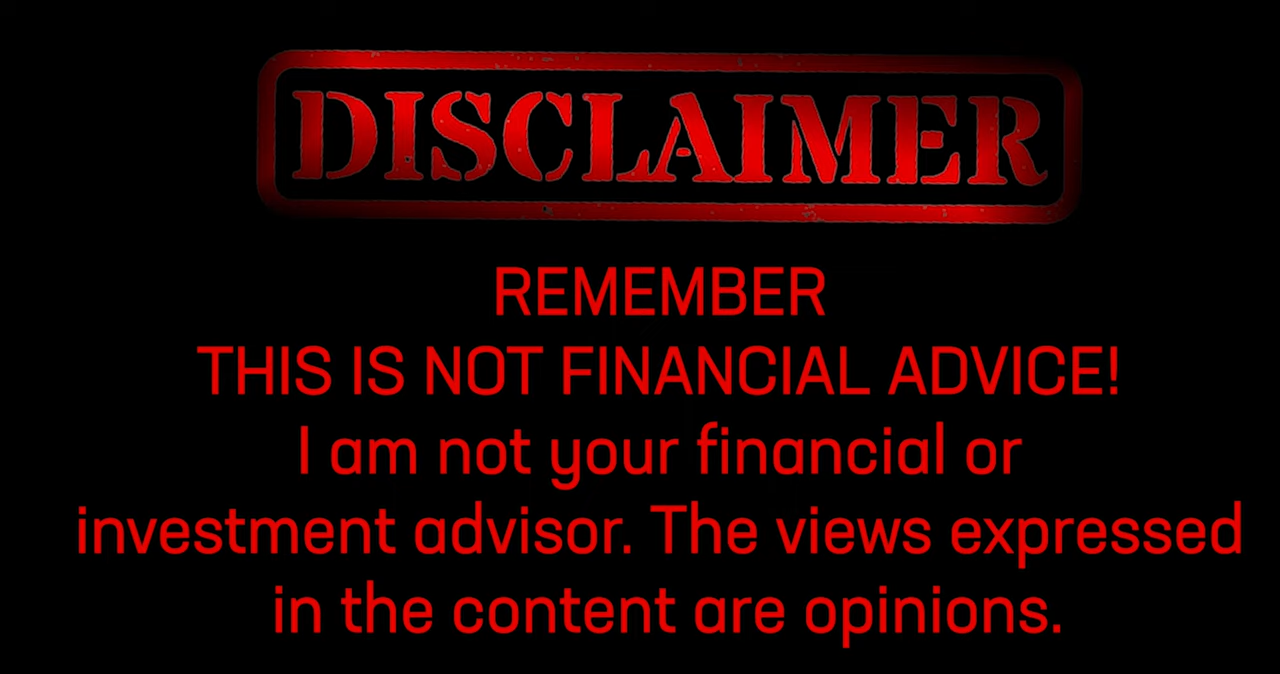 DISCLAIMER
REMEMBER
THIS IS NOT FINANCIAL ADVICE!
I am not your financial or
investment advisor. The views expressed
in the content are opinions.